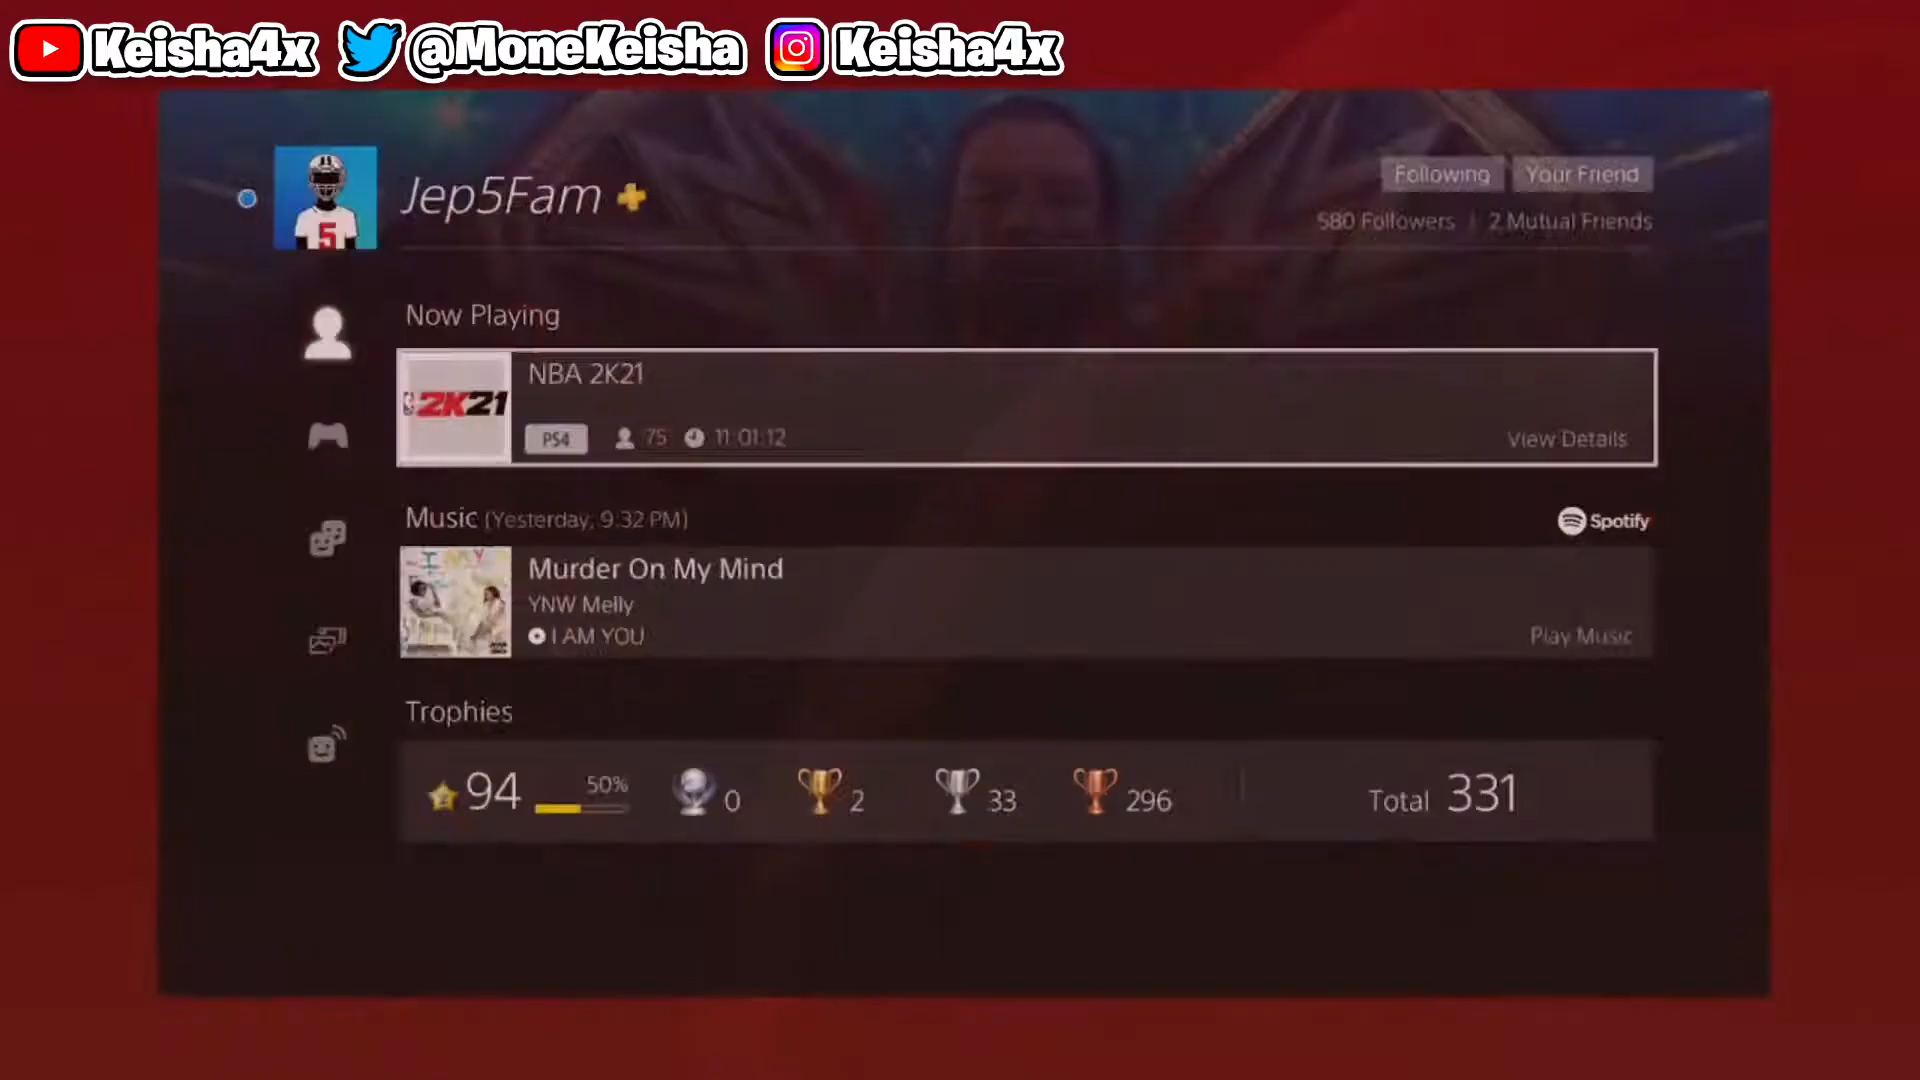 Keisha4x @MoneKeisha Keisha4x
Jep5Fam
Following Your Friend
580 Followers | 2 Mutual Friends
5
Now Playing
2K21
NBA 2K21
PS4 75 11:01:12
View Details
Music (Yesterday, 9:32 PM)
Spotify
Murder On My Mind
YNW Melly
I AM YOU
Play Music
Trophies
94 50% 0 2 33 296 Total 331